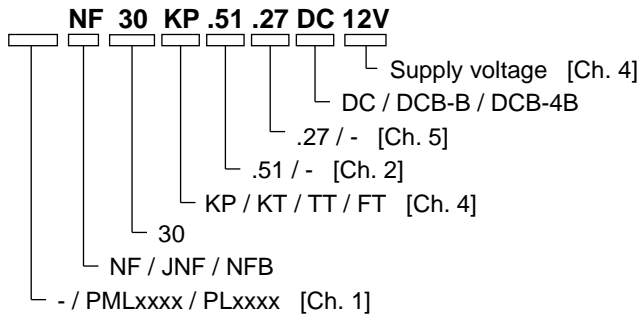 NF 30 KP .51 .27 DC 12V
Supply voltage [Ch. 4]
DC / DCB-B / DCB-4B
.27 / - [Ch. 5]
.51 / - [Ch. 2]
KP / KT / TT / FT [Ch. 4]
30
NF / JNF / NFB
- / PMLxxxx / PLxxxx [Ch. 1]